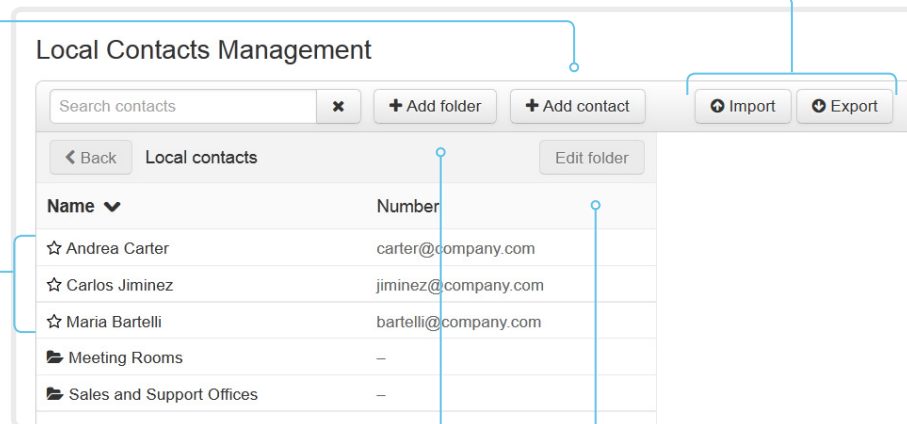 Local Contacts Management
Search contacts Add folder Add contact Import Export
Back Local contacts Edit folder
Name Number
Andrea Carter carter@company.com
Carlos Jiminez jiminez@company.com
Maria Bartelli bartelli@company.com
Meeting Rooms –
Sales and Support Offices –